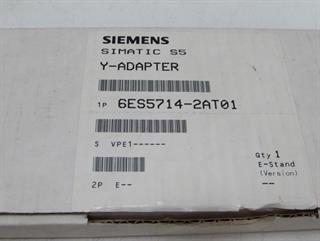 SIEMENS
SIMATIC S5
Y-ADAPTER
1P 6ES5714-2AT01
S VPE1------
Qty 1
E-Stand
(Version)
2P E-- --